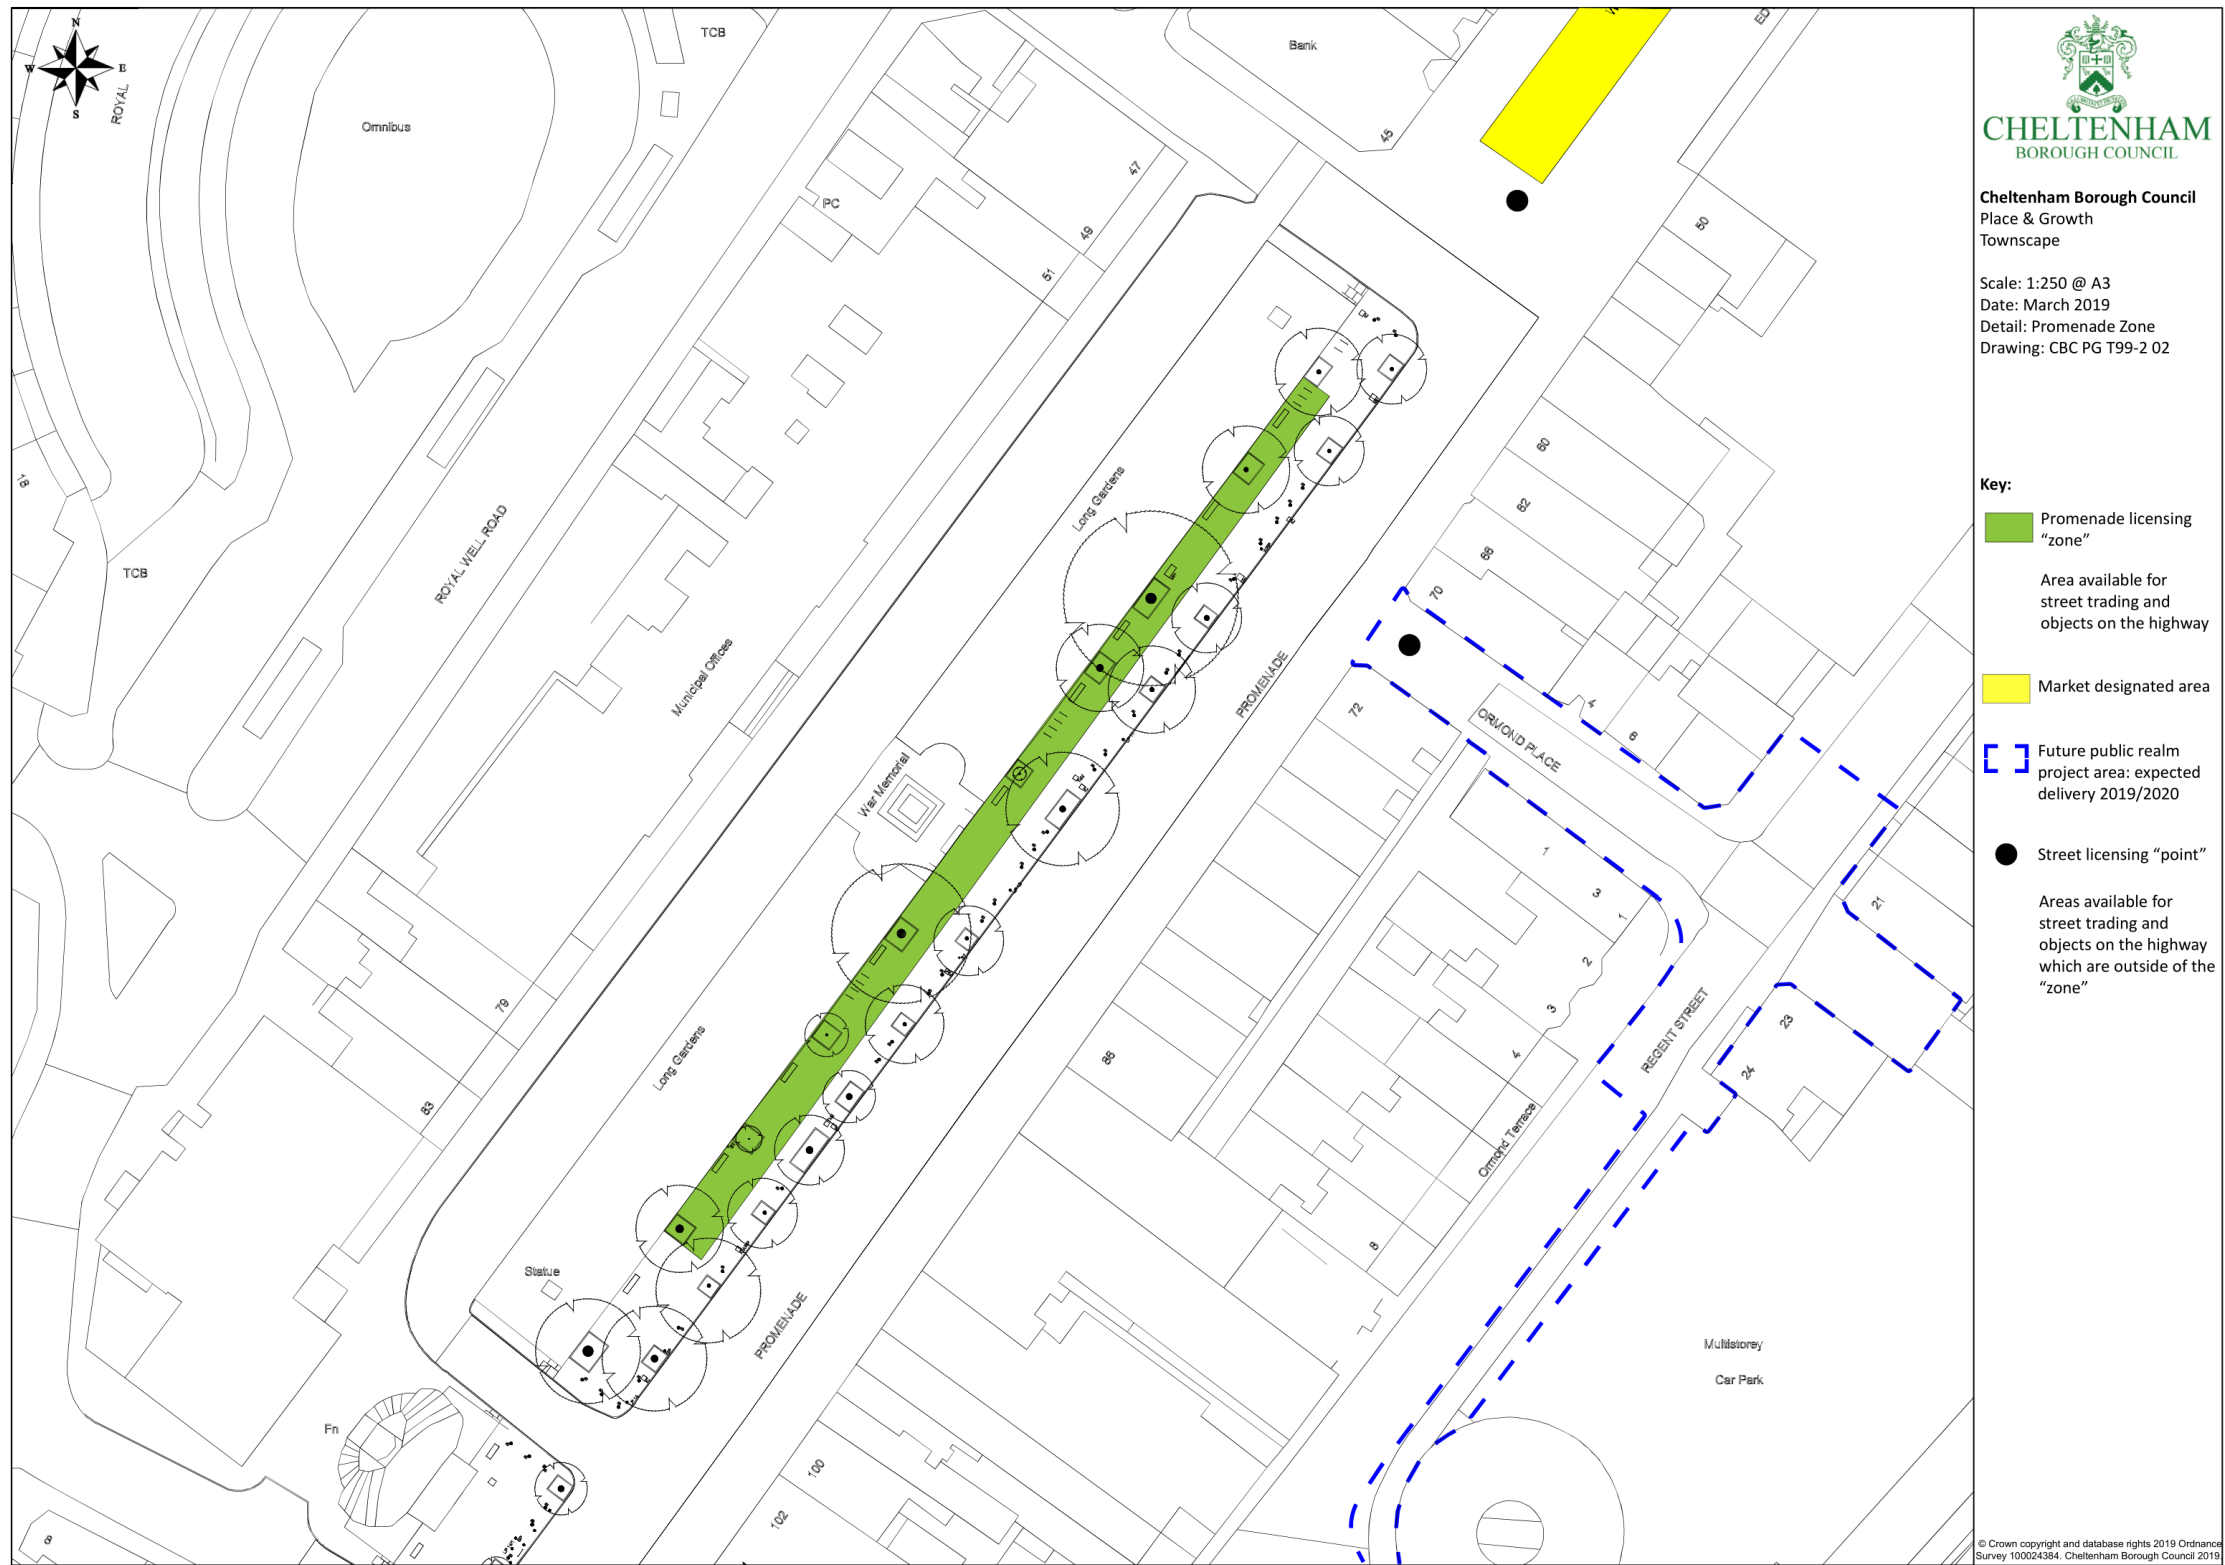 N
W
E
S
ROYAL
Omnibus
TCB
Bank
45
ED
50
47
49
51
PC
18
TCB
ROYAL WELL ROAD
Municipal Offices
Long Gardens
War Memorial
PROMENADE
60
62
66
70
72
4
6
ORMOND PLACE
1
3
1
2
3
4
8
Ormond Terrace
REGENT STREET
21
23
24
79
83
Long Gardens
86
Statue
PROMENADE
Fn
8
100
102
Multistorey
Car Park
CHELTENHAM
BOROUGH COUNCIL
Cheltenham Borough Council
Place & Growth
Townscape
Scale: 1:250 @ A3
Date: March 2019
Detail: Promenade Zone
Drawing: CBC PG T99-2 02
Key:
Promenade licensing
“zone”
Area available for
street trading and
objects on the highway
Market designated area
Future public realm
project area: expected
delivery 2019/2020
Street licensing “point”
Areas available for
street trading and
objects on the highway
which are outside of the
“zone”
© Crown copyright and database rights 2019 Ordnance
Survey 100024384. Cheltenham Borough Council 2019